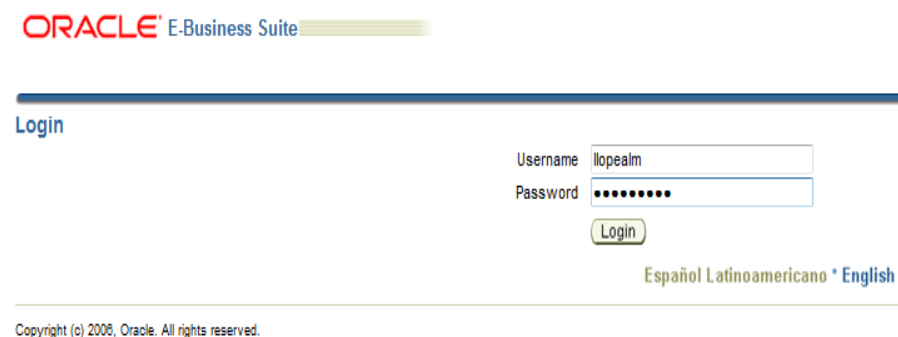 ORACLE E-Business Suite
Login
Username llopealm
Password •••••••••
Login
Español Latinoamericano * English
Copyright (c) 2006, Oracle. All rights reserved.